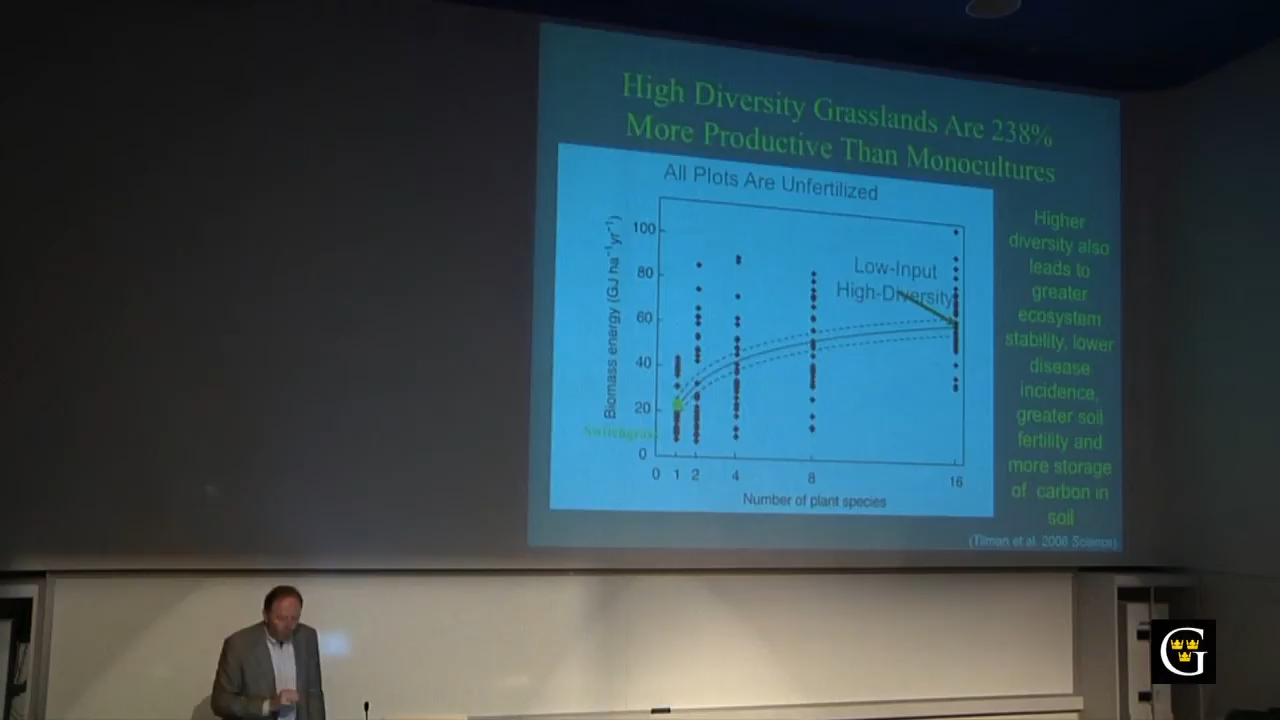 High Diversity Grasslands Are 238%
More Productive Than Monocultures
All Plots Are Unfertilized
Biomass energy (GJ ha⁻¹yr⁻¹)
100
80
60
40
20
0
Low-Input
High-Diversity
Switchgrass
0 1 2 4 8 16
Number of plant species
Higher
diversity also
leads to
greater
ecosystem
stability, lower
disease
incidence,
greater soil
fertility and
more storage
of carbon in
soil
(Tilman et al. 2006 Science)
G